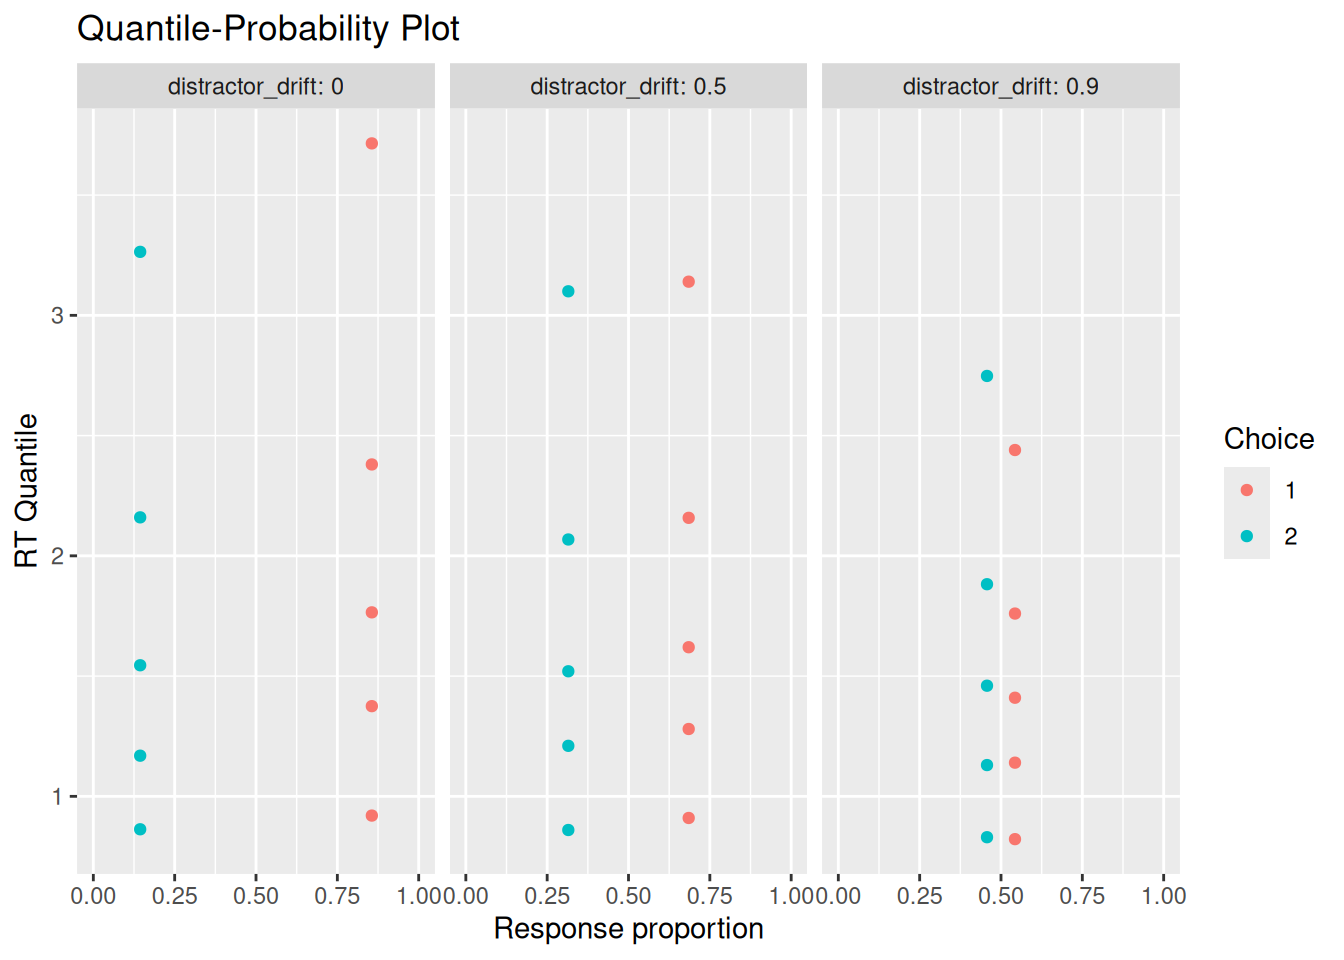 Quantile-Probability Plot
distractor_drift: 0
distractor_drift: 0.5
distractor_drift: 0.9
3
2
1
RT Quantile
0.00 0.25 0.50 0.75 1.00
0.00 0.25 0.50 0.75 1.00
0.00 0.25 0.50 0.75 1.00
Response proportion
Choice
1
2